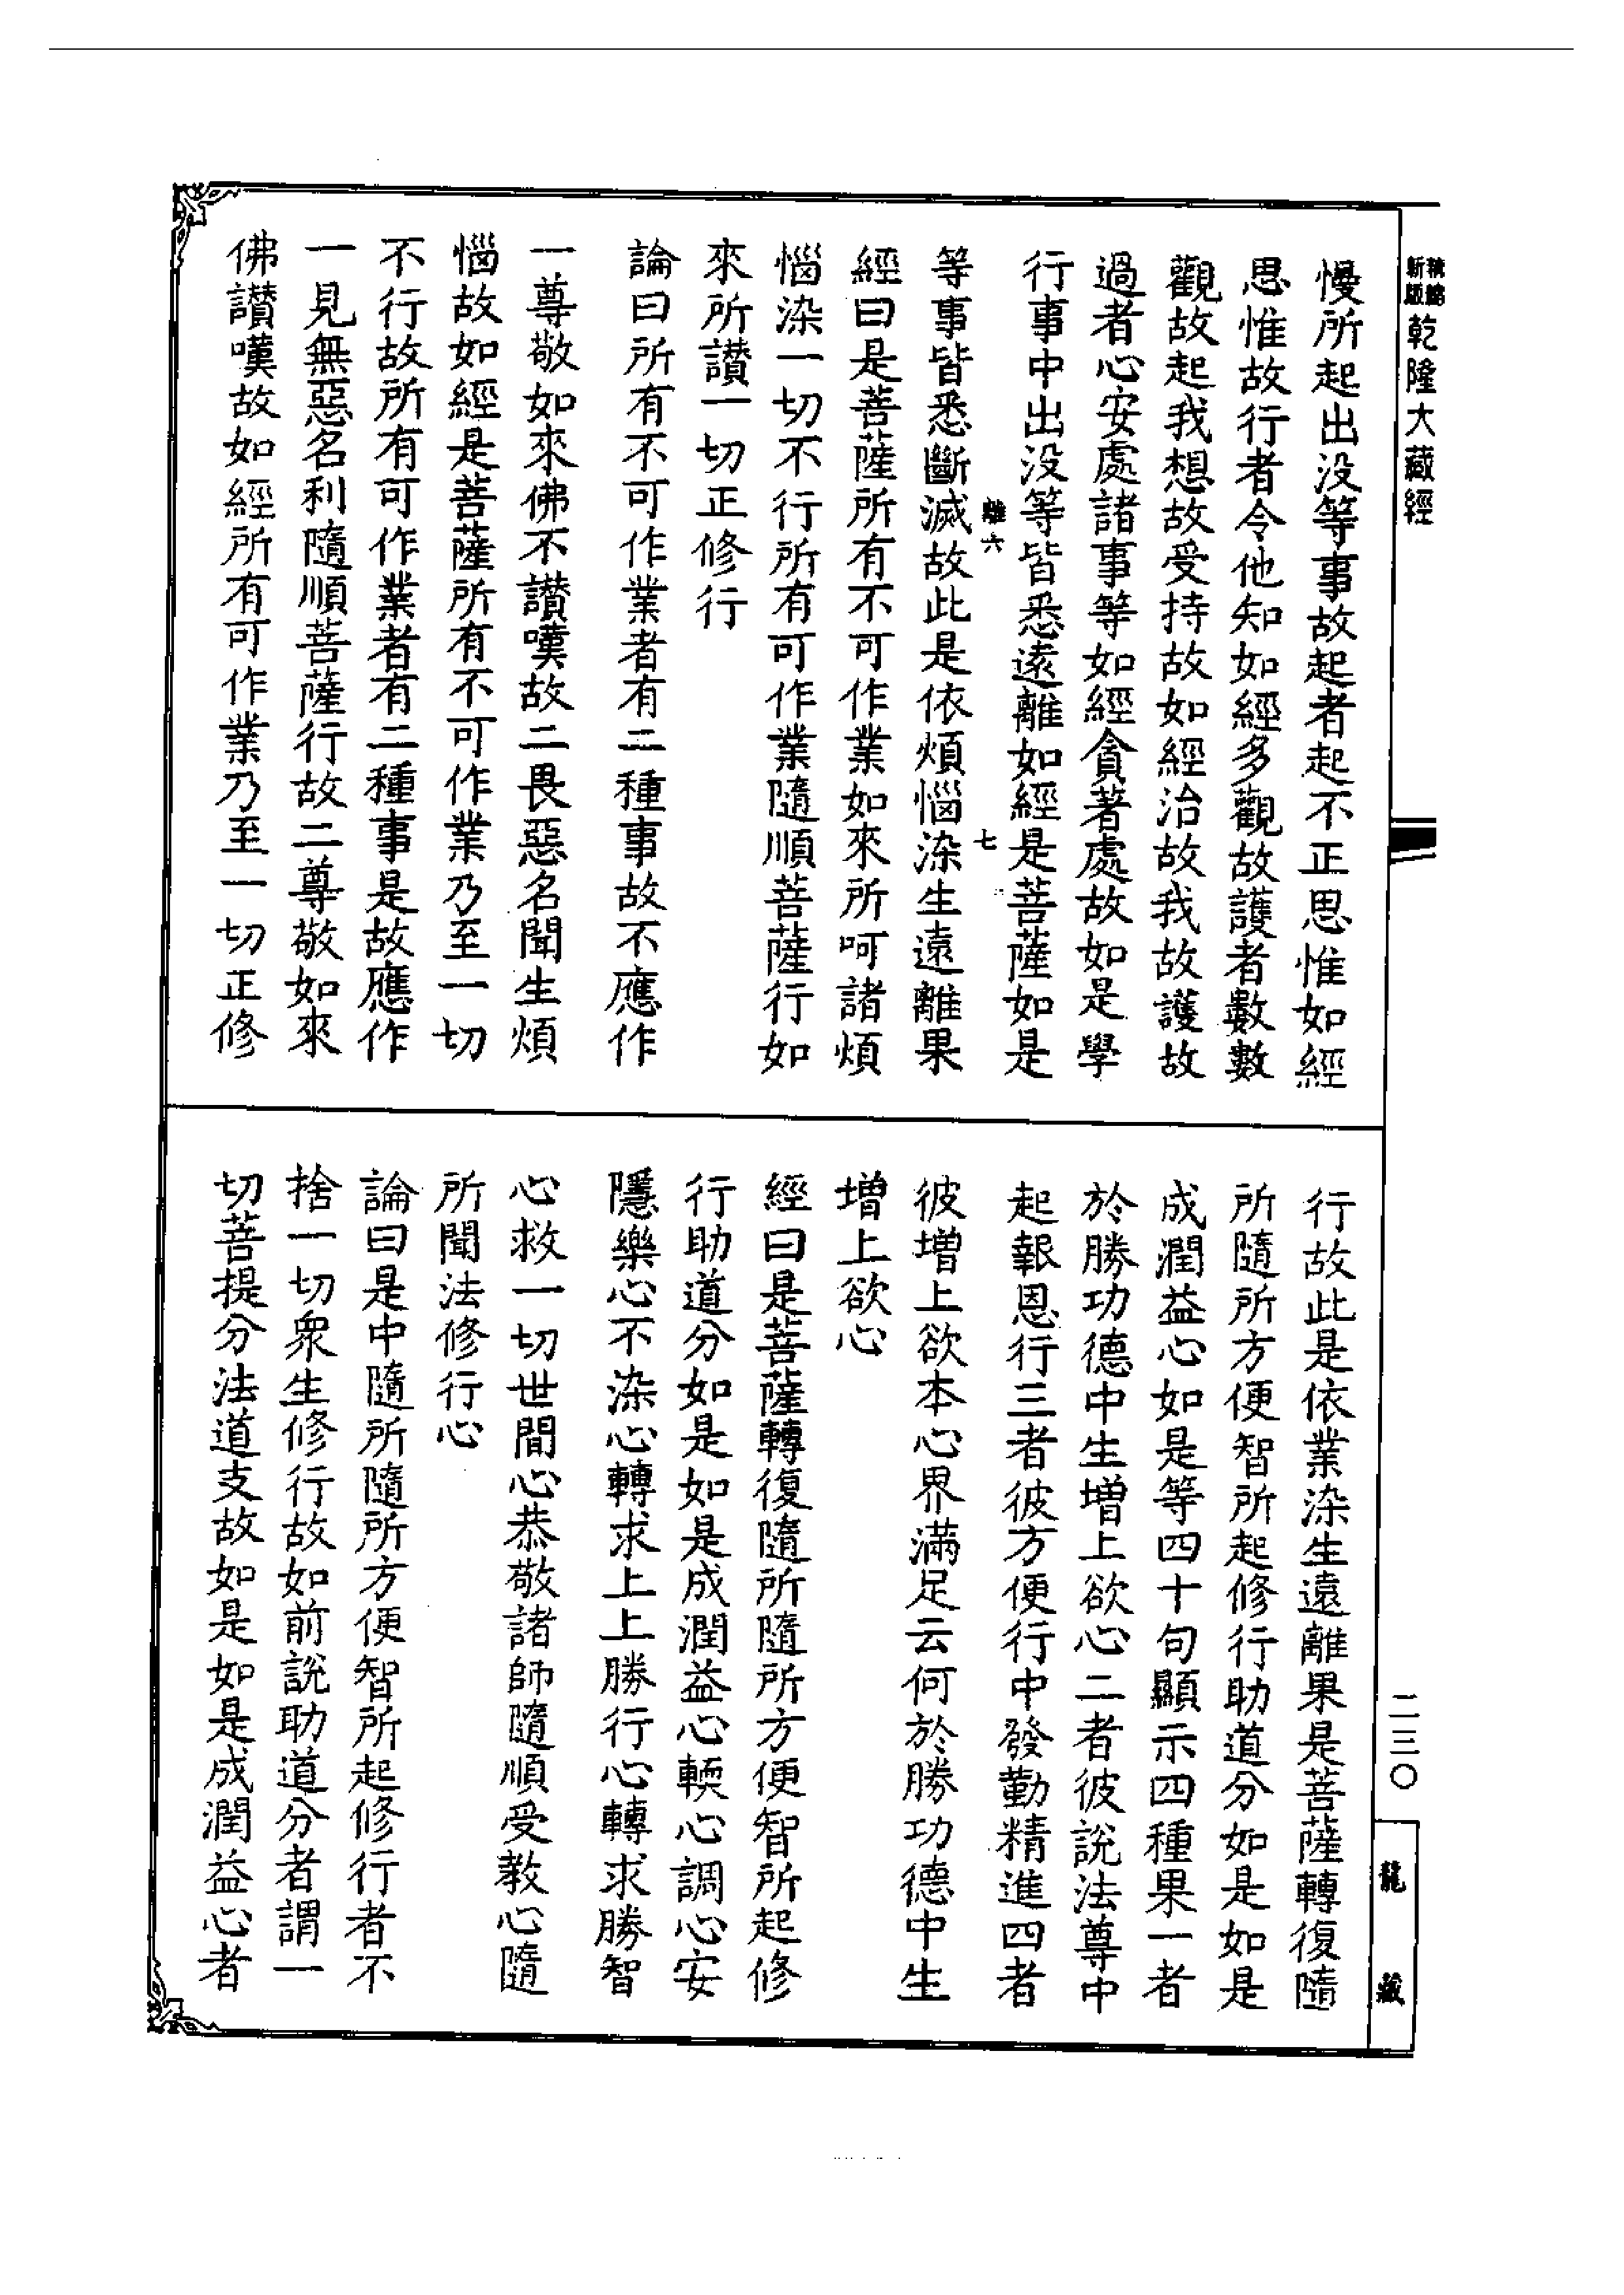 新編
新版
乾隆大藏經
慢所起出沒等事故起者起不正思惟如經
思惟故行者令他知如經多觀故護者數數
觀故起我想故受持故如經治故我故護故
過者心安處諸事等如經貪著處故如是學
行事中出沒等皆悉遠離如經是菩薩如是
離六
七
等事皆悉斷滅故此是依煩惱染生遠離果
經曰是菩薩所有不可作業如來所呵諸煩
惱染一切不行所有可作業隨順菩薩行如
來所讚一切正修行
論曰所有不可作業者有二種事故不應作
一尊敬如來佛不讚嘆故二畏惡名聞生煩
惱故如經是菩薩所有不可作業乃至一切
不行故所有可作業者有二種事是故應作
一見無惡名利隨順菩薩行故二尊敬如來
佛讚嘆故如經所有可作業乃至一切正修
行故此是依業染生遠離果是菩薩轉復隨
所隨所方便智所起修行助道分如是如是
成潤益心如是等四十句顯示四種果一者
於勝功德中生增上欲心二者彼說法尊中
起報恩行三者彼方便行中發勤精進四者
彼增上欲本心界滿足云何於勝功德中生
增上欲心
經曰是菩薩轉復隨所隨所方便智所起修
行助道分如是如是成潤益心輭心調心安
隱樂心不染心轉求上上勝行心轉求勝智
心救一切世間心恭敬諸師隨順受教心隨
所聞法修行心
論曰是中隨所隨所方便智所起修行者不
捨一切衆生修行故如前說助道分者謂一
切菩提分法道支故如是如是成潤益心者
二三〇
龍藏